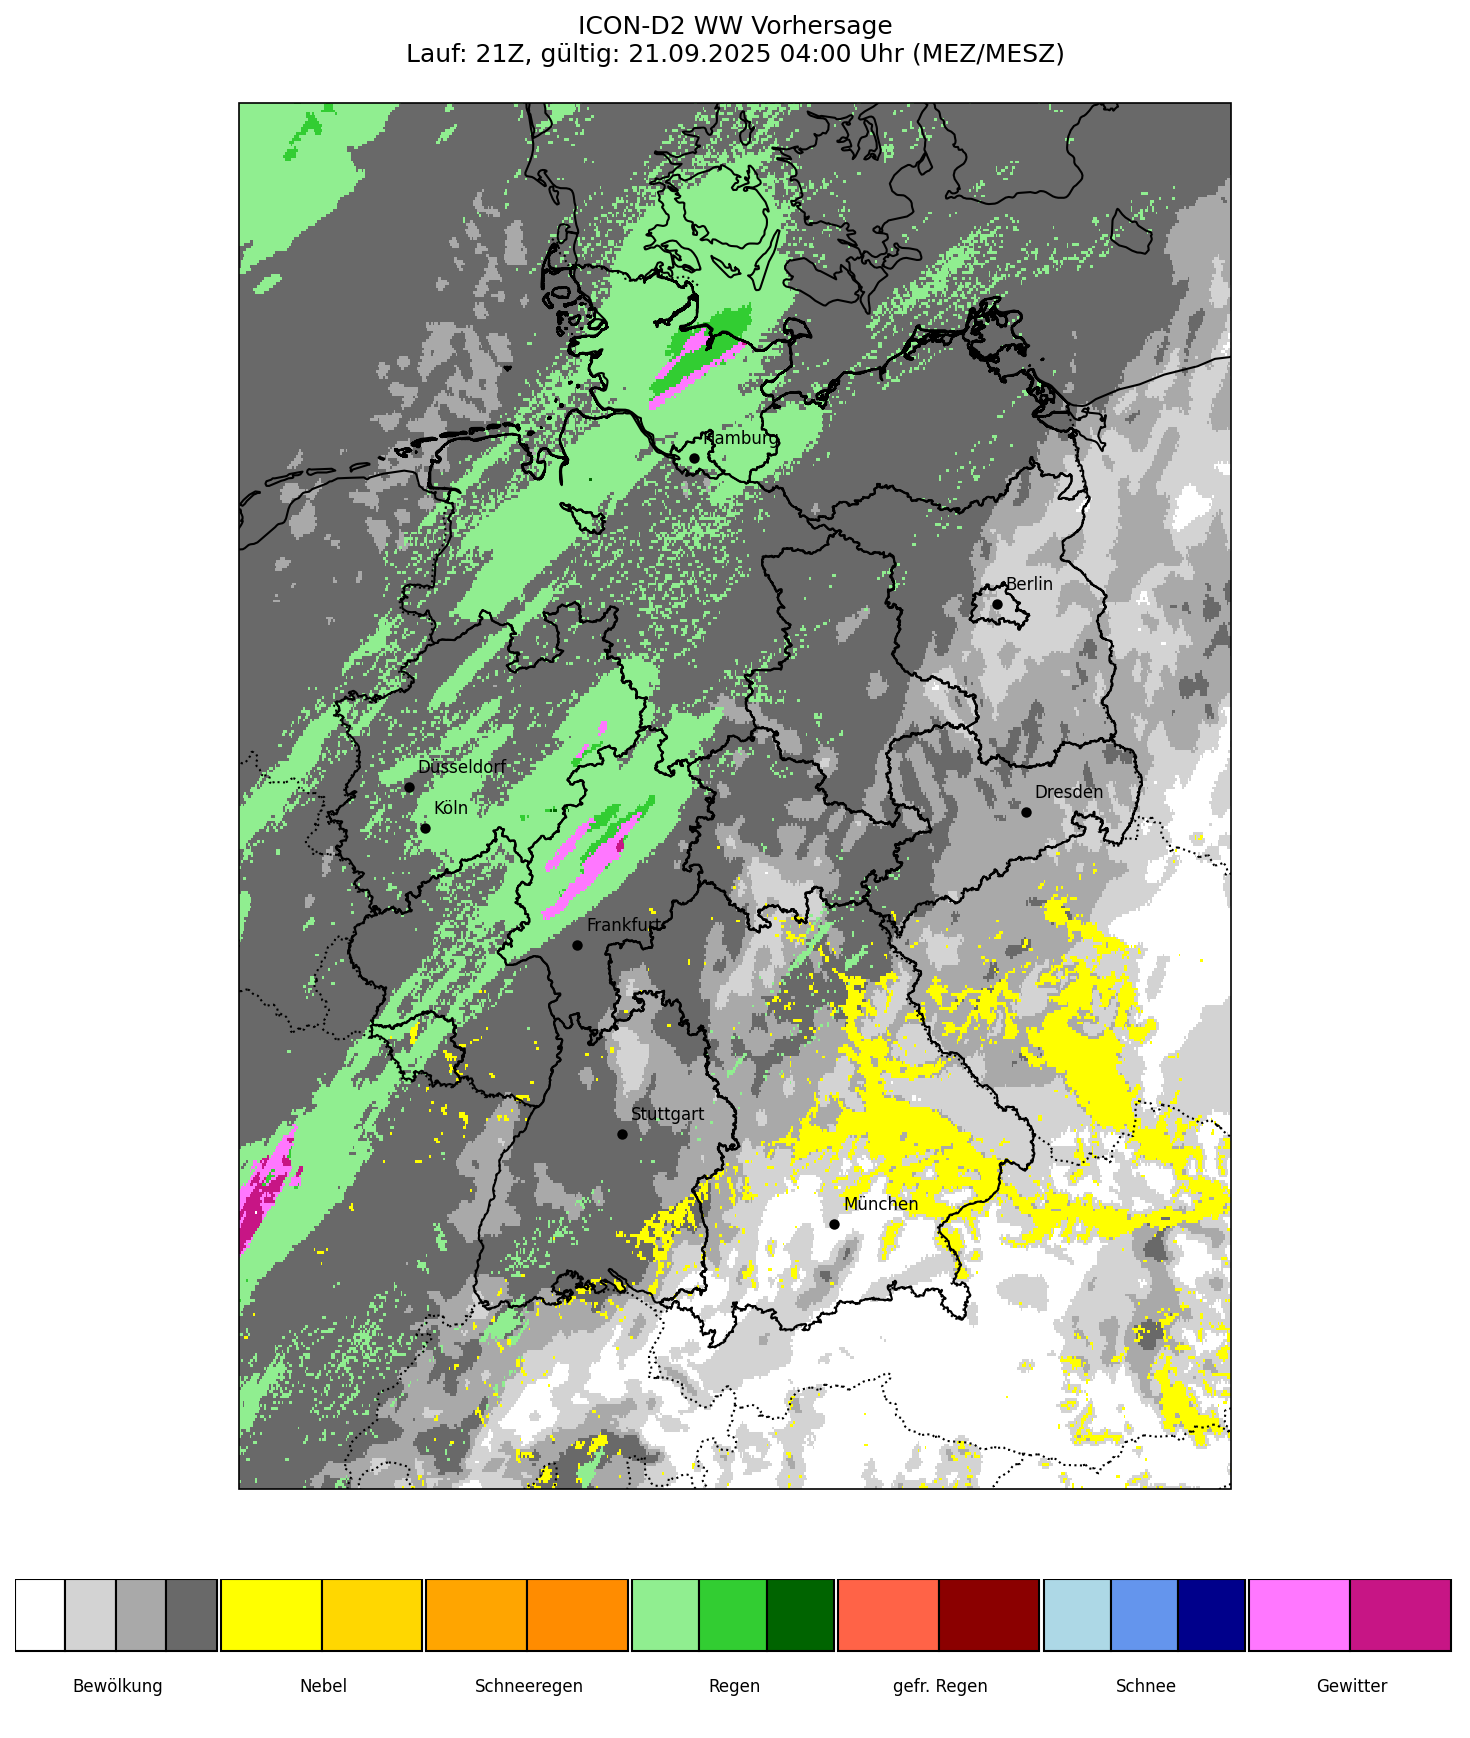 ICON-D2 WW Vorhersage
Lauf: 21Z, gültig: 21.09.2025 04:00 Uhr (MEZ/MESZ)
Hamburg
Berlin
Düsseldorf
Köln
Dresden
Frankfurt
Stuttgart
München
Bewölkung
Nebel
Schneeregen
Regen
gefr. Regen
Schnee
Gewitter